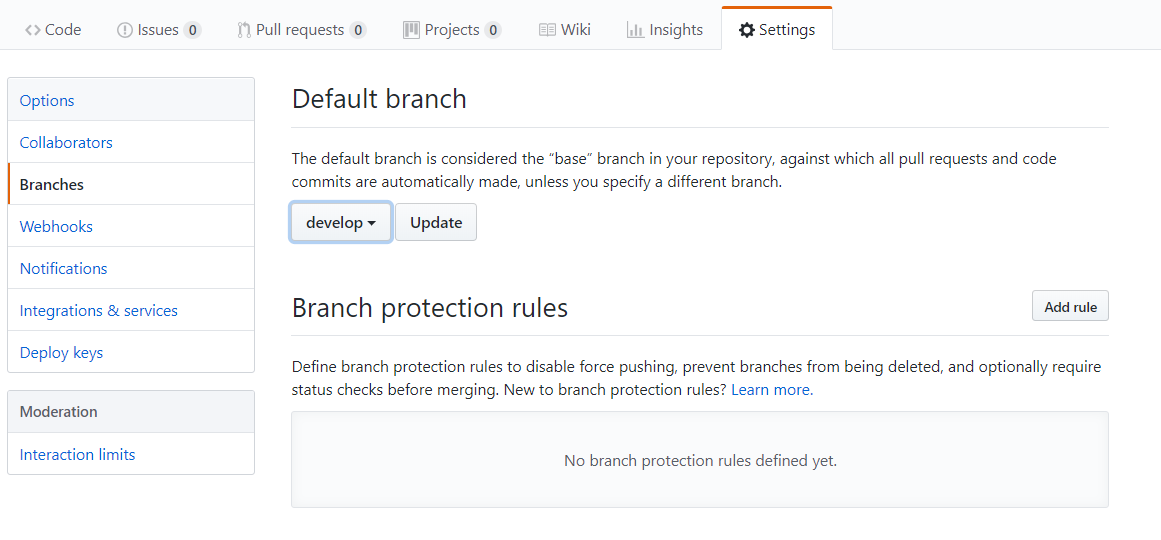 Code Issues 0 Pull requests 0 Projects 0 Wiki Insights Settings
Options
Collaborators
Branches
Webhooks
Notifications
Integrations & services
Deploy keys
Moderation
Interaction limits
Default branch
The default branch is considered the “base” branch in your repository, against which all pull requests and code
commits are automatically made, unless you specify a different branch.
develop Update
Branch protection rules Add rule
Define branch protection rules to disable force pushing, prevent branches from being deleted, and optionally require
status checks before merging. New to branch protection rules? Learn more.
No branch protection rules defined yet.